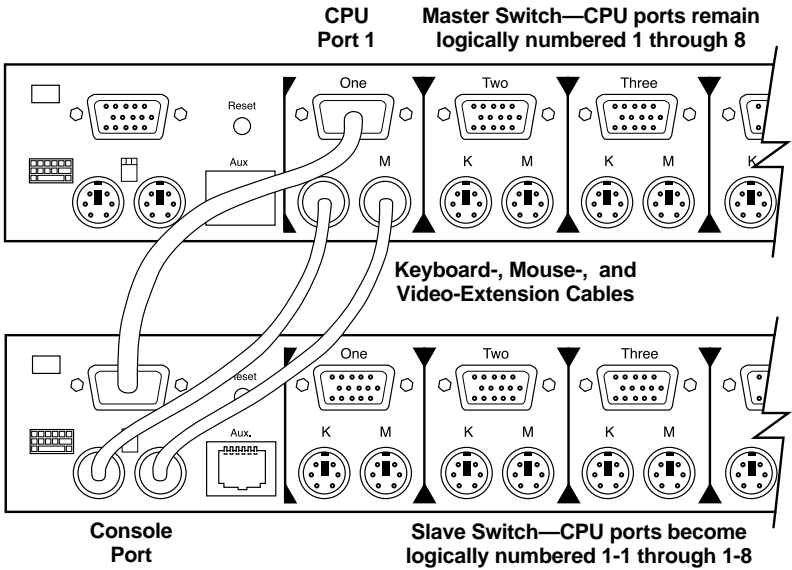 CPU
Port 1
Master Switch—CPU ports remain
logically numbered 1 through 8
One
Two
Three
Reset
Aux
M
K
M
K
M
K
Keyboard-, Mouse-, and
Video-Extension Cables
One
Two
Three
eset
Aux.
K
M
K
M
K
M
K
Console
Port
Slave Switch—CPU ports become
logically numbered 1-1 through 1-8